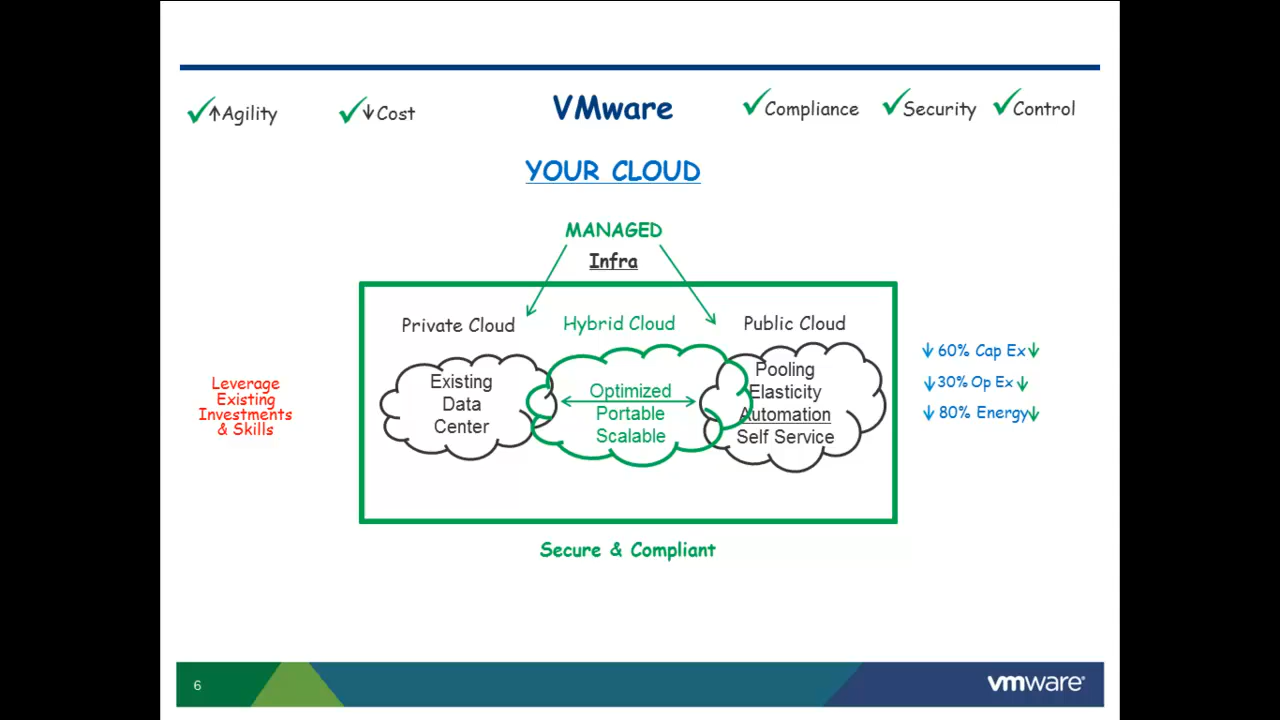 ↑Agility
↓Cost
VMware
Compliance
Security
Control
YOUR CLOUD
MANAGED
Infra
Private Cloud
Hybrid Cloud
Public Cloud
Existing
Data
Center
Optimized
Portable
Scalable
Pooling
Elasticity
Automation
Self Service
Leverage
Existing
Investments
& Skills
↓ 60% Cap Ex↓
↓30% Op Ex ↓
↓ 80% Energy↓
Secure & Compliant
6
vmware®